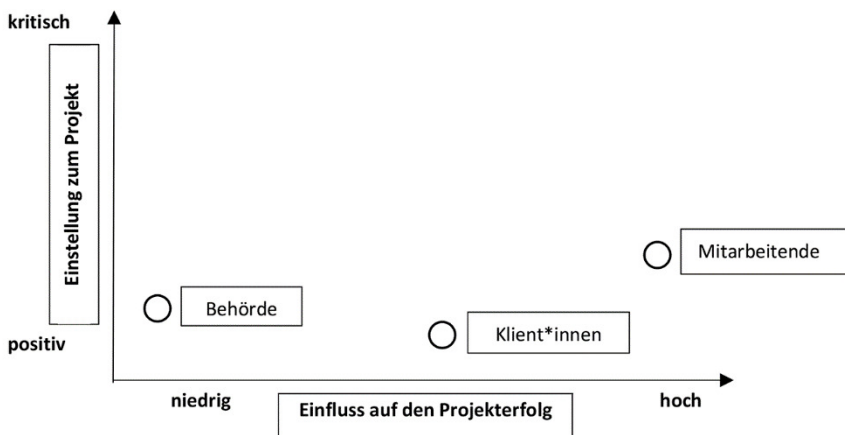 kritisch
Einstellung zum Projekt
Mitarbeitende
Behörde
Klient*innen
positiv
niedrig
Einfluss auf den Projekterfolg
hoch